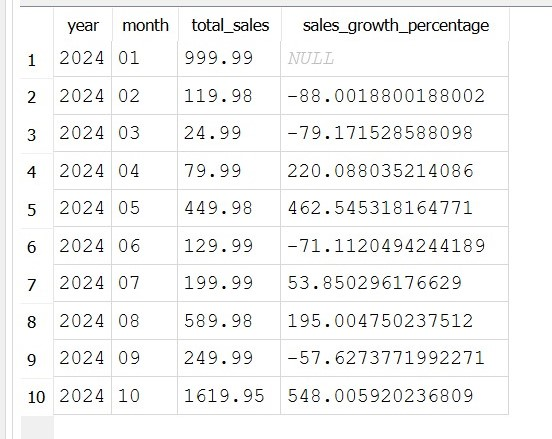 year month total_sales sales_growth_percentage
1 2024 01 999.99 NULL
2 2024 02 119.98 -88.0018800188002
3 2024 03 24.99 -79.171528588098
4 2024 04 79.99 220.088035214086
5 2024 05 449.98 462.545318164771
6 2024 06 129.99 -71.1120494244189
7 2024 07 199.99 53.850296176629
8 2024 08 589.98 195.004750237512
9 2024 09 249.99 -57.6273771992271
10 2024 10 1619.95 548.005920236809